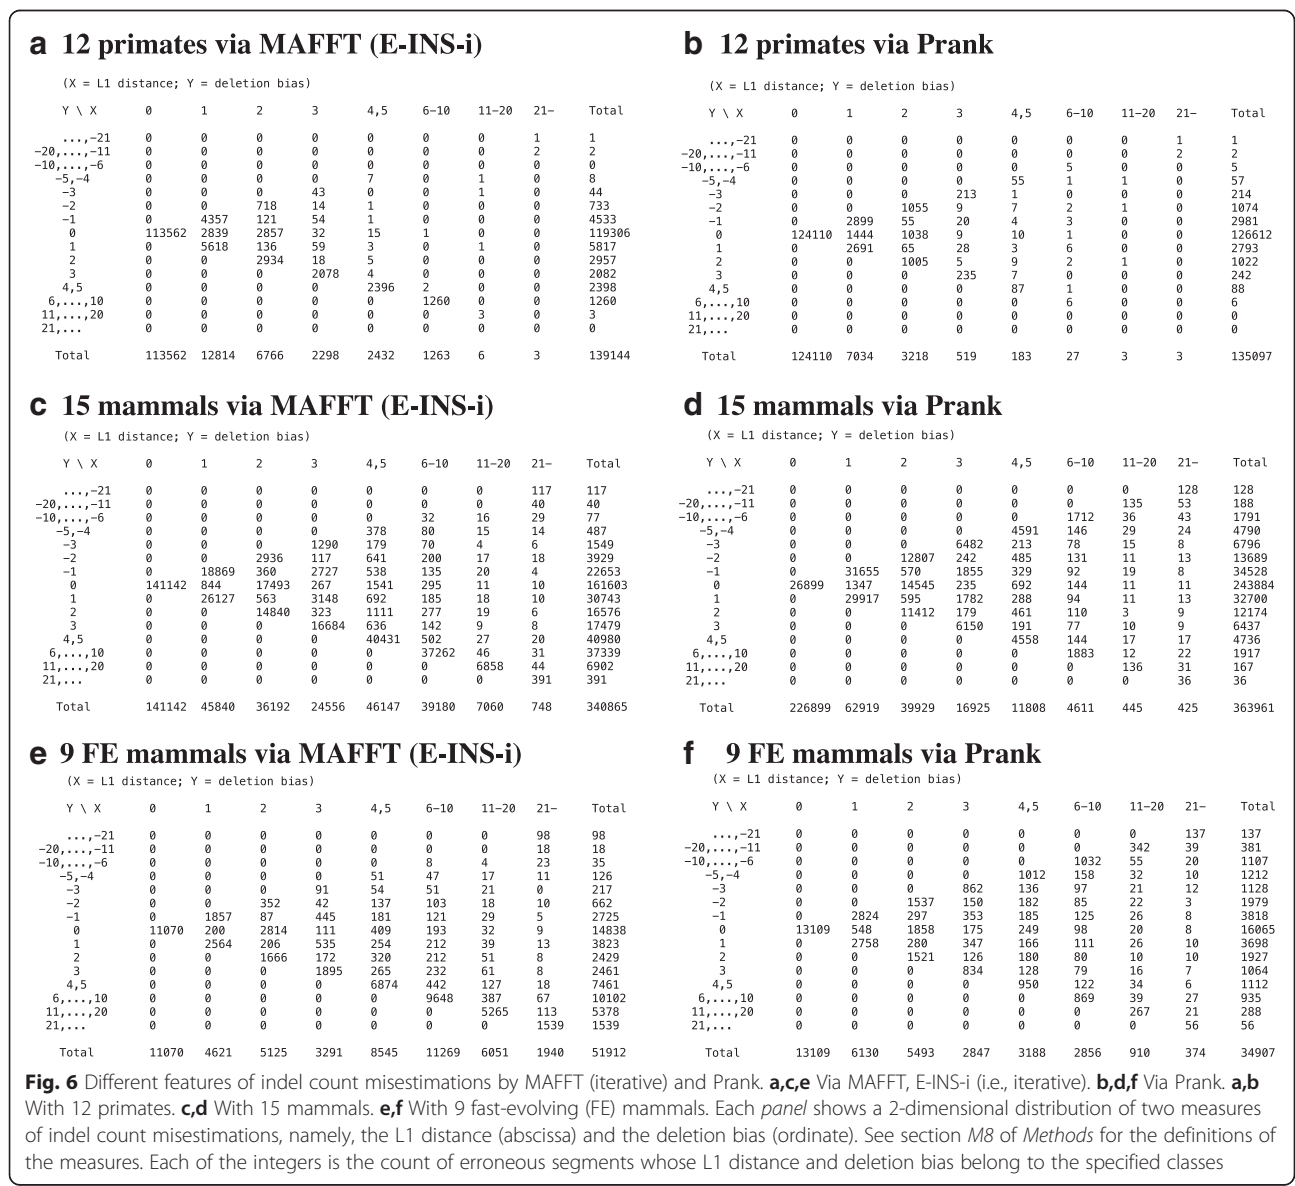 a 12 primates via MAFFT (E-INS-i)
(X = L1 distance; Y = deletion bias)
Y \ X 0 1 2 3 4,5 6-10 11-20 21- Total
...,-21 0 0 0 0 0 0 0 1 1
-20,...,-11 0 0 0 0 0 0 0 2 2
-10,...,-6 0 0 0 0 0 0 0 0 0
-5,-4 0 0 0 0 7 0 1 0 8
-3 0 0 0 43 0 0 1 0 44
-2 0 0 718 14 1 0 0 0 733
-1 0 4357 121 54 1 0 0 0 4533
0 113562 2839 2857 32 15 1 0 0 119306
1 0 5618 136 59 3 0 1 0 5817
2 0 0 2934 18 5 0 0 0 2957
3 0 0 0 2078 4 0 0 0 2082
4,5 0 0 0 0 2396 2 0 0 2398
6,...,10 0 0 0 0 0 1260 0 0 1260
11,...,20 0 0 0 0 0 0 3 0 3
21,... 0 0 0 0 0 0 0 0 0
Total 113562 12814 6766 2298 2432 1263 6 3 139144
b 12 primates via Prank
(X = L1 distance; Y = deletion bias)
Y \ X 0 1 2 3 4,5 6-10 11-20 21- Total
...,-21 0 0 0 0 0 0 0 1 1
-20,...,-11 0 0 0 0 0 0 0 2 2
-10,...,-6 0 0 0 0 0 5 0 0 5
-5,-4 0 0 0 0 55 1 1 0 57
-3 0 0 0 213 1 0 0 0 214
-2 0 0 1055 9 7 2 1 0 1074
-1 0 2899 55 20 4 3 0 0 2981
0 124110 1444 1038 9 10 1 0 0 126612
1 0 2691 65 28 3 6 0 0 2793
2 0 0 1005 5 9 2 1 0 1022
3 0 0 0 235 7 0 0 0 242
4,5 0 0 0 0 87 1 0 0 88
6,...,10 0 0 0 0 0 6 0 0 6
11,...,20 0 0 0 0 0 0 0 0 0
21,... 0 0 0 0 0 0 0 0 0
Total 124110 7034 3218 519 183 27 3 3 135097
c 15 mammals via MAFFT (E-INS-i)
(X = L1 distance; Y = deletion bias)
Y \ X 0 1 2 3 4,5 6-10 11-20 21- Total
...,-21 0 0 0 0 0 0 0 117 117
-20,...,-11 0 0 0 0 0 0 0 40 40
-10,...,-6 0 0 0 0 0 32 16 29 77
-5,-4 0 0 0 0 378 80 15 14 487
-3 0 0 0 1290 179 70 4 6 1549
-2 0 0 2936 117 641 200 17 18 3929
-1 0 18869 360 2727 538 135 20 4 22653
0 141142 844 17493 267 1541 295 11 10 161603
1 0 26127 563 3148 692 185 18 10 30743
2 0 0 14840 323 1111 277 19 6 16576
3 0 0 0 16684 636 142 9 8 17479
4,5 0 0 0 0 40431 502 27 20 40980
6,...,10 0 0 0 0 0 37262 46 31 37339
11,...,20 0 0 0 0 0 0 6858 44 6902
21,... 0 0 0 0 0 0 0 391 391
Total 141142 45840 36192 24556 46147 39180 7060 748 340865
d 15 mammals via Prank
(X = L1 distance; Y = deletion bias)
Y \ X 0 1 2 3 4,5 6-10 11-20 21- Total
...,-21 0 0 0 0 0 0 0 128 128
-20,...,-11 0 0 0 0 0 0 135 53 188
-10,...,-6 0 0 0 0 0 1712 36 43 1791
-5,-4 0 0 0 0 4591 146 29 24 4790
-3 0 0 0 6482 213 78 15 8 6796
-2 0 0 12807 242 485 131 11 13 13689
-1 0 31655 570 1855 329 92 19 8 34528
0 26899 1347 14545 235 692 144 11 11 243884
1 0 29917 595 1782 288 94 11 13 32700
2 0 0 11412 179 461 110 3 9 12174
3 0 0 0 6150 191 77 10 9 6437
4,5 0 0 0 0 4558 144 17 17 4736
6,...,10 0 0 0 0 0 1883 12 22 1917
11,...,20 0 0 0 0 0 0 136 31 167
21,... 0 0 0 0 0 0 0 36 36
Total 226899 62919 39929 16925 11808 4611 445 425 363961
e 9 FE mammals via MAFFT (E-INS-i)
(X = L1 distance; Y = deletion bias)
Y \ X 0 1 2 3 4,5 6-10 11-20 21- Total
...,-21 0 0 0 0 0 0 0 98 98
-20,...,-11 0 0 0 0 0 0 0 18 18
-10,...,-6 0 0 0 0 0 8 4 23 35
-5,-4 0 0 0 0 51 47 17 11 126
-3 0 0 0 91 54 51 21 0 217
-2 0 0 352 42 137 103 18 10 662
-1 0 1857 87 445 181 121 29 5 2725
0 11070 200 2814 111 409 193 32 9 14838
1 0 2564 206 535 254 212 39 13 3823
2 0 0 1666 172 320 212 51 8 2429
3 0 0 0 1895 265 232 61 8 2461
4,5 0 0 0 0 6874 442 127 18 7461
6,...,10 0 0 0 0 0 9648 387 67 10102
11,...,20 0 0 0 0 0 0 5265 113 5378
21,... 0 0 0 0 0 0 0 1539 1539
Total 11070 4621 5125 3291 8545 11269 6051 1940 51912
f 9 FE mammals via Prank
(X = L1 distance; Y = deletion bias)
Y \ X 0 1 2 3 4,5 6-10 11-20 21- Total
...,-21 0 0 0 0 0 0 0 137 137
-20,...,-11 0 0 0 0 0 0 342 39 381
-10,...,-6 0 0 0 0 0 1032 55 20 1107
-5,-4 0 0 0 0 1012 158 32 10 1212
-3 0 0 0 862 136 97 21 12 1128
-2 0 0 1537 150 182 85 22 3 1979
-1 0 2824 297 353 185 125 26 8 3818
0 13109 548 1858 175 249 98 20 8 16065
1 0 2758 280 347 166 111 26 10 3698
2 0 0 1521 126 180 80 10 10 1927
3 0 0 0 834 128 79 16 7 1064
4,5 0 0 0 0 950 122 34 6 1112
6,...,10 0 0 0 0 0 869 39 27 935
11,...,20 0 0 0 0 0 0 267 21 288
21,... 0 0 0 0 0 0 0 56 56
Total 13109 6130 5493 2847 3188 2856 910 374 34907
Fig. 6 Different features of indel count misestimations by MAFFT (iterative) and Prank. a,c,e Via MAFFT, E-INS-i (i.e., iterative). b,d,f Via Prank. a,b
With 12 primates. c,d With 15 mammals. e,f With 9 fast-evolving (FE) mammals. Each panel shows a 2-dimensional distribution of two measures
of indel count misestimations, namely, the L1 distance (abscissa) and the deletion bias (ordinate). See section M8 of Methods for the definitions of
the measures. Each of the integers is the count of erroneous segments whose L1 distance and deletion bias belong to the specified classes